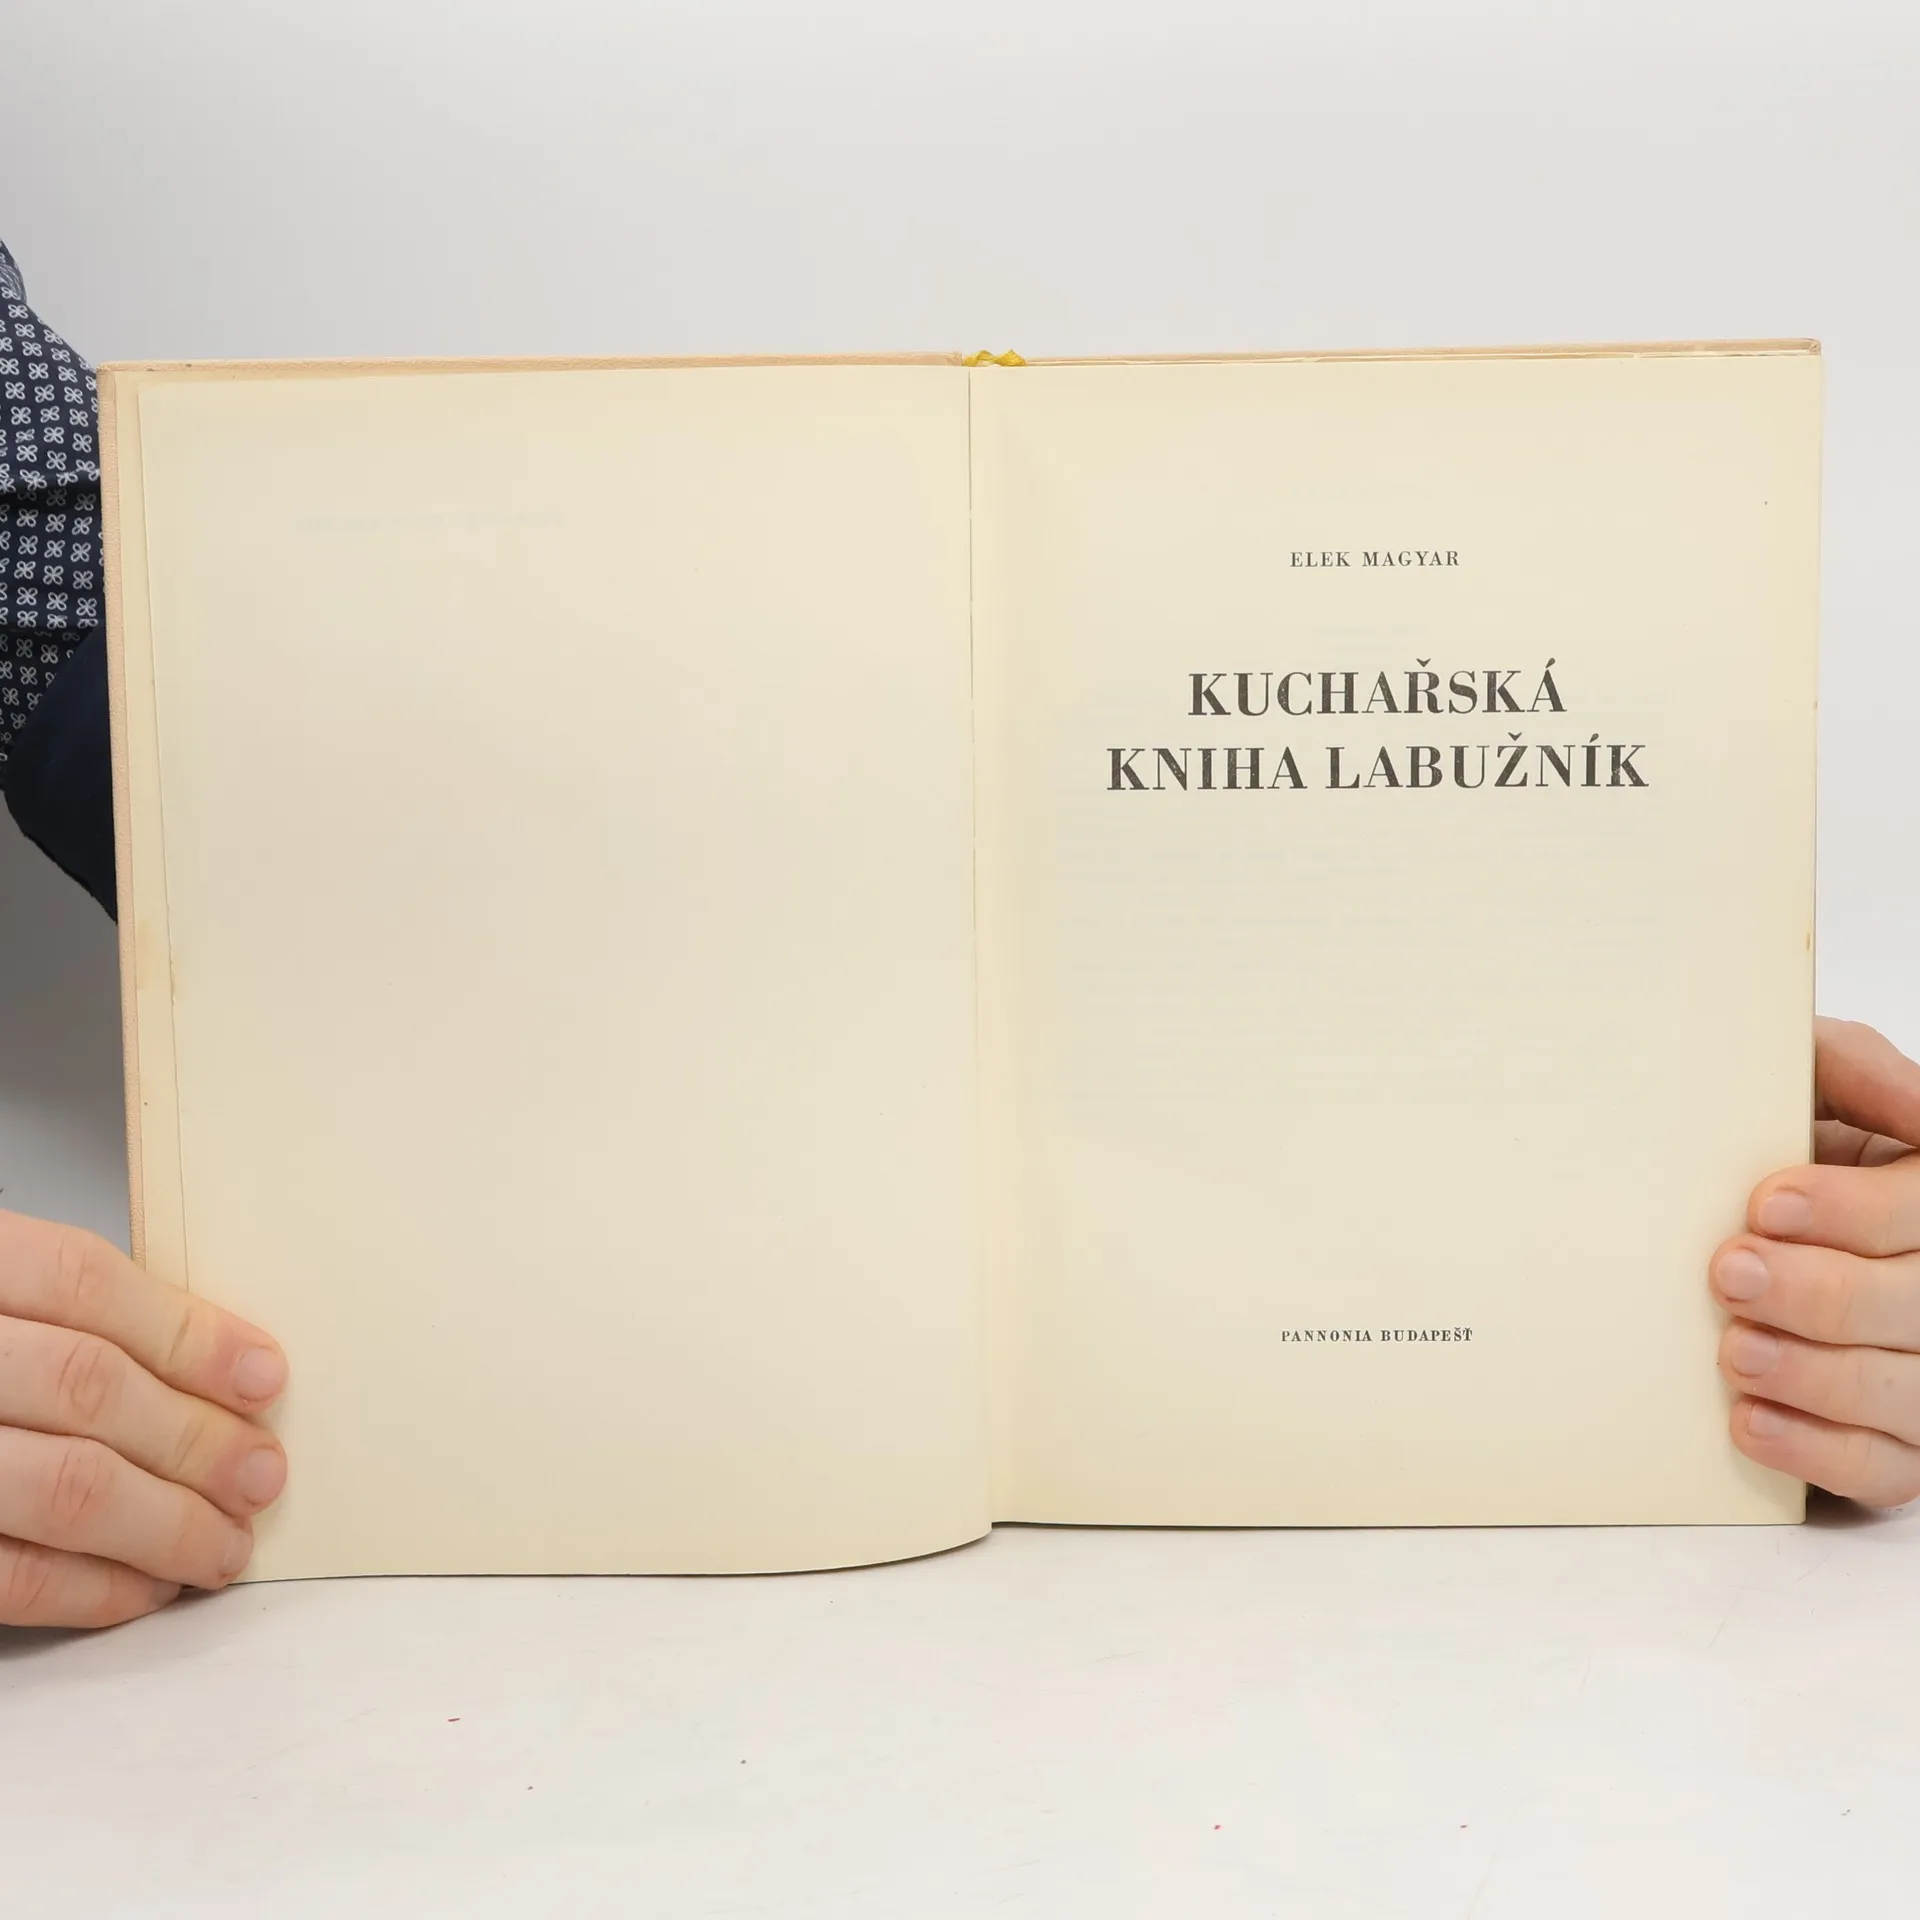 ELEK MAGYAR
KUCHAŘSKÁ
KNIHA LABUŽNÍK
PANNONIA BUDAPEŠŤ